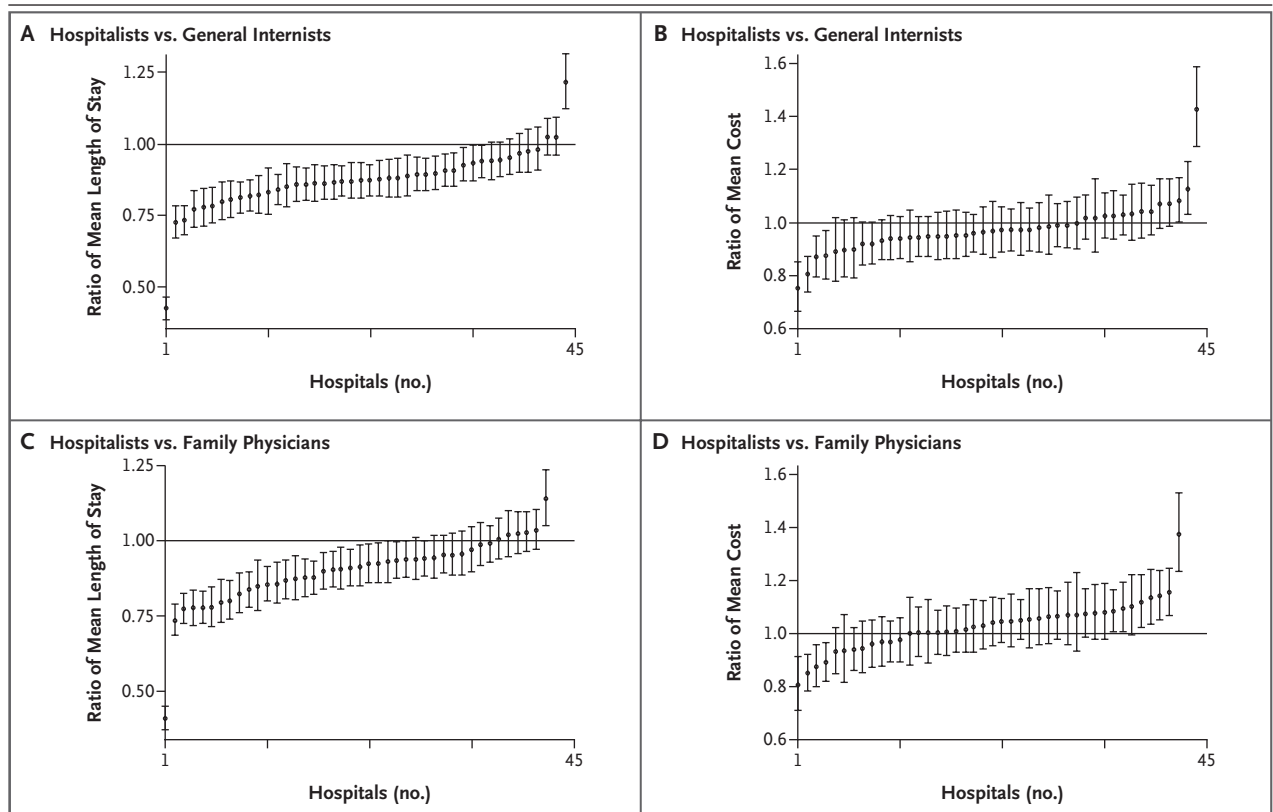 A Hospitalists vs. General Internists
Ratio of Mean Length of Stay
1.25
1.00
0.75
0.50
1
45
Hospitals (no.)
B Hospitalists vs. General Internists
Ratio of Mean Cost
1.6
1.4
1.2
1.0
0.8
0.6
1
45
Hospitals (no.)
C Hospitalists vs. Family Physicians
Ratio of Mean Length of Stay
1.25
1.00
0.75
0.50
1
45
Hospitals (no.)
D Hospitalists vs. Family Physicians
Ratio of Mean Cost
1.6
1.4
1.2
1.0
0.8
0.6
1
45
Hospitals (no.)